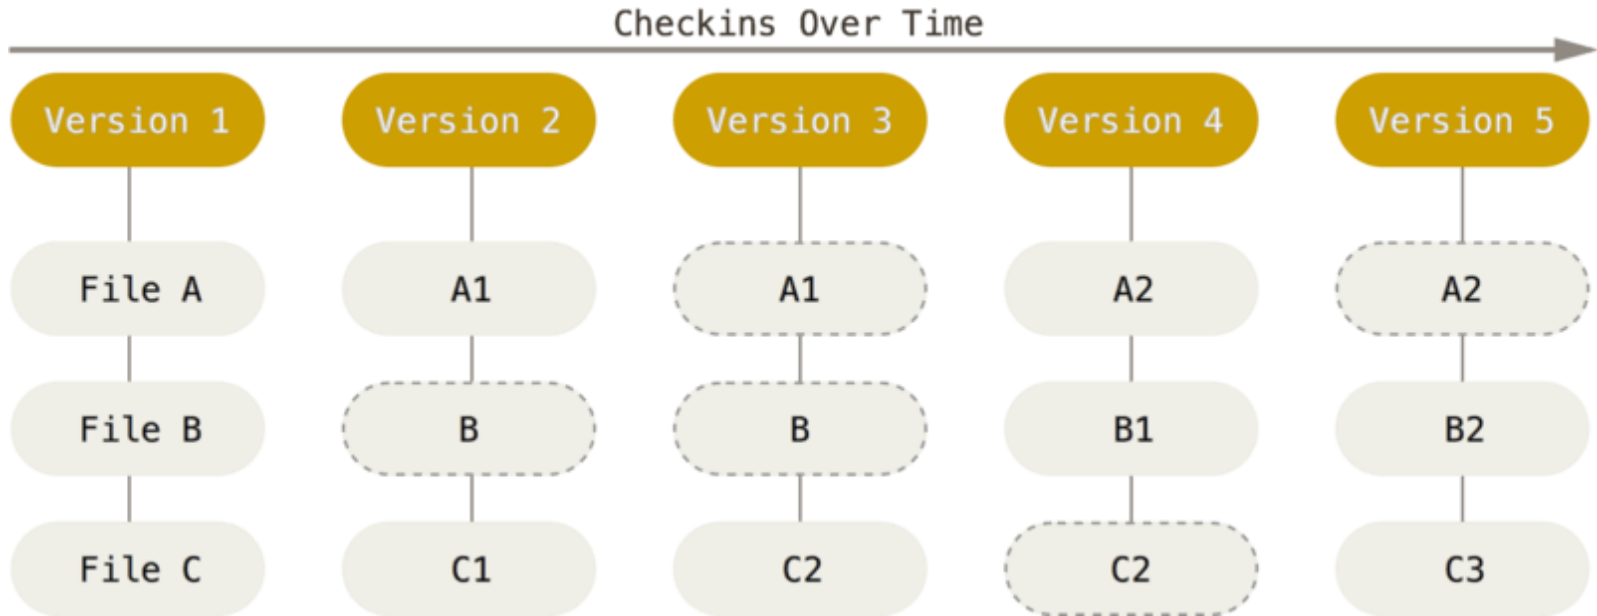 Checkins Over Time
Version 1 Version 2 Version 3 Version 4 Version 5
File A A1 A1 A2 A2
File B B B B1 B2
File C C1 C2 C2 C3